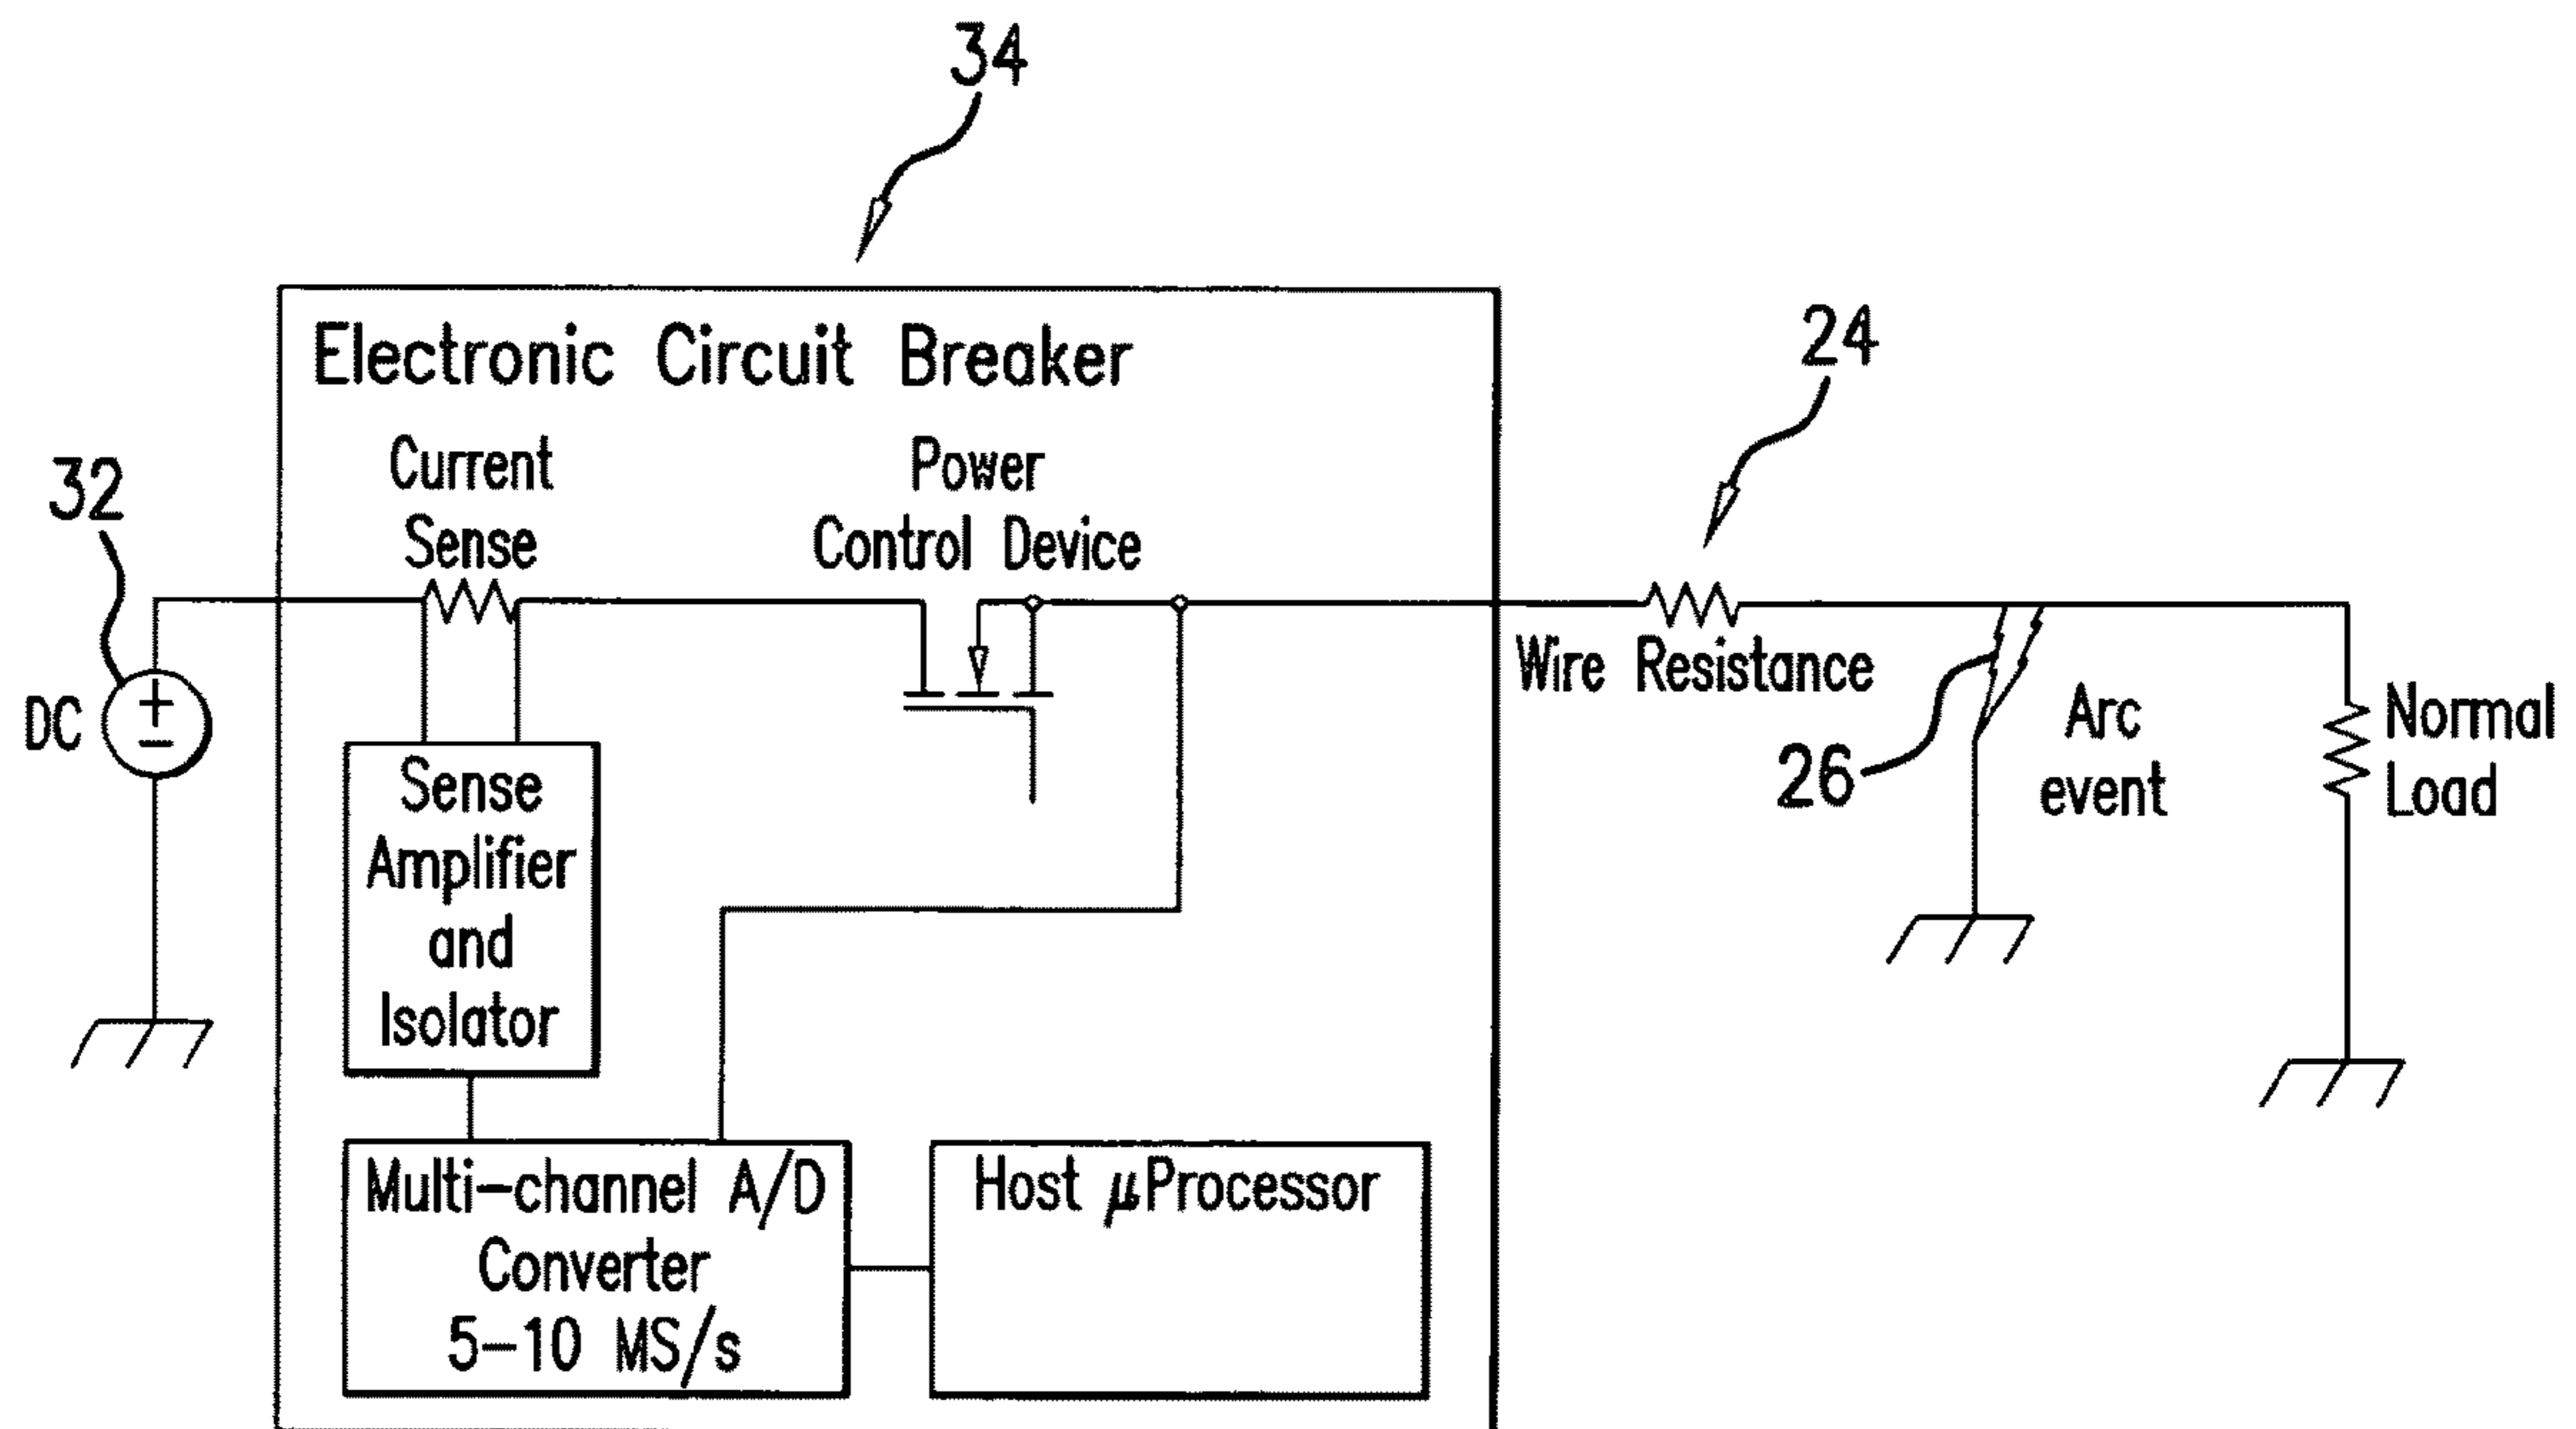 34
Electronic Circuit Breaker
24
32
Current
Sense
Power
Control Device
Wire Resistance
DC
Sense
Amplifier
and
Isolator
26
Arc
event
Normal
Load
Multi-channel A/D
Converter
5-10 MS/s
Host μProcessor